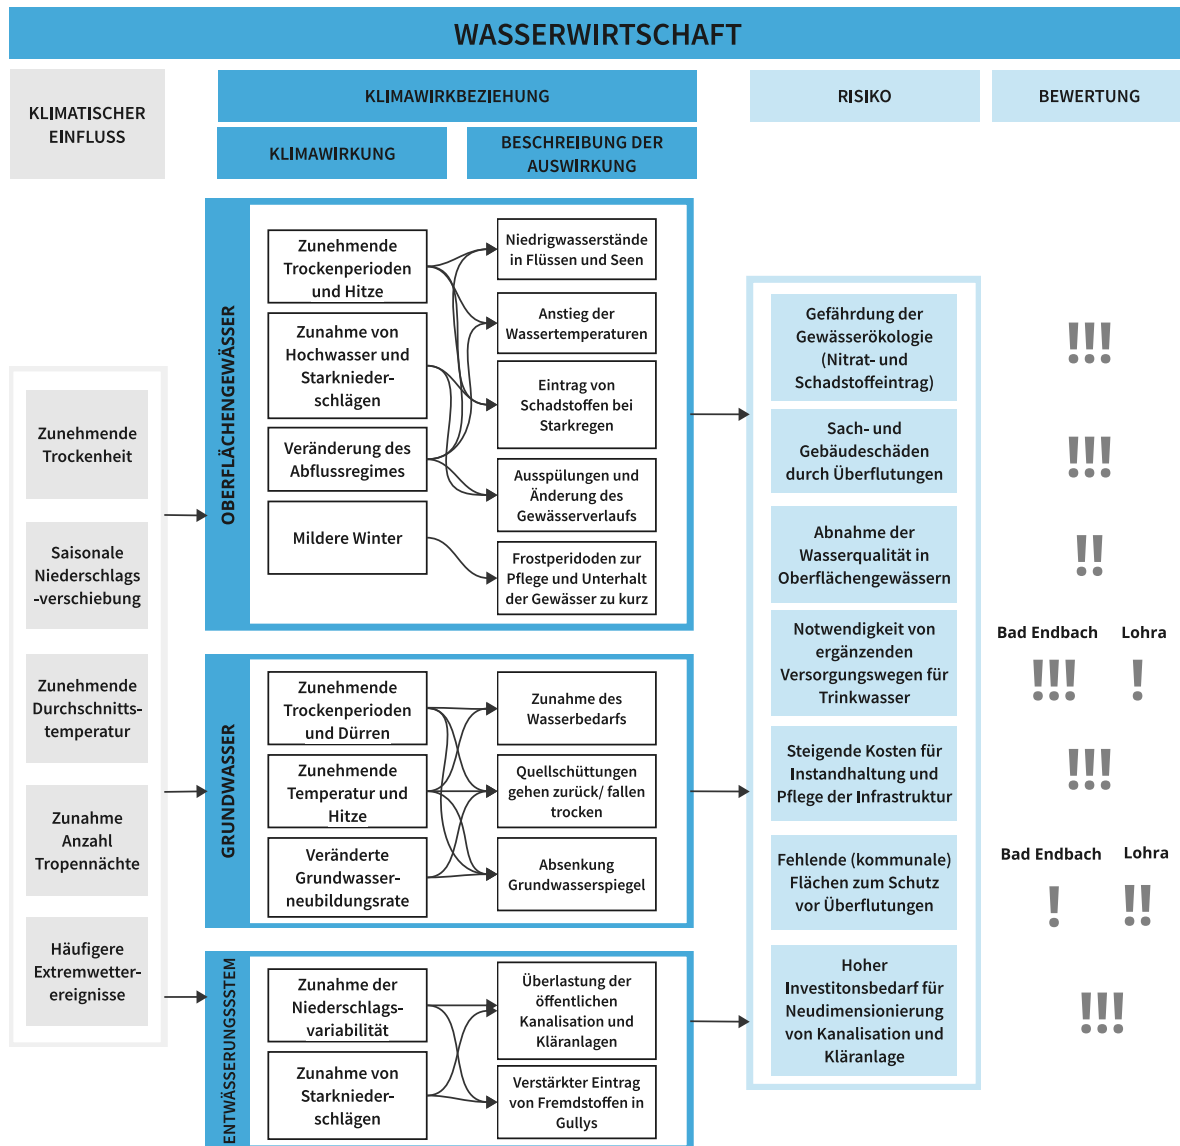 WASSERWIRTSCHAFT
KLIMATISCHER
EINFLUSS
KLIMAWIRKBEZIEHUNG
RISIKO
BEWERTUNG
KLIMAWIRKUNG
BESCHREIBUNG DER
AUSWIRKUNG
Zunehmende
Trockenheit
Saisonale
Niederschlags
-verschiebung
Zunehmende
Durchschnitts-
temperatur
Zunahme
Anzahl
Tropennächte
Häufigere
Extremwetter-
ereignisse
OBERFLÄCHENGEWÄSSER
Zunehmende
Trockenperioden
und Hitze
Zunahme von
Hochwasser und
Starknieder-
schlägen
Veränderung des
Abflussregimes
Mildere Winter
Niedrigwasserstände
in Flüssen und Seen
Anstieg der
Wassertemperaturen
Eintrag von
Schadstoffen bei
Starkregen
Ausspülungen und
Änderung des
Gewässerverlaufs
Frostperidoden zur
Pflege und Unterhalt
der Gewässer zu kurz
GRUNDWASSER
Zunehmende
Trockenperioden
und Dürren
Zunehmende
Temperatur und
Hitze
Veränderte
Grundwasser-
neubildungsrate
Zunahme des
Wasserbedarfs
Quellschüttungen
gehen zurück/ fallen
trocken
Absenkung
Grundwasserspiegel
ENTWÄSSERUNGSSSTEM
Zunahme der
Niederschlags-
variabilität
Zunahme von
Starknieder-
schlägen
Überlastung der
öffentlichen
Kanalisation und
Kläranlagen
Verstärkter Eintrag
von Fremdstoffen in
Gullys
Gefährdung der
Gewässerökologie
(Nitrat- und
Schadstoffeintrag)
!!!
Sach- und
Gebäudeschäden
durch Überflutungen
!!!
Abnahme der
Wasserqualität in
Oberflächengewässern
!!
Notwendigkeit von
ergänzenden
Versorgungswegen für
Trinkwasser
Bad Endbach Lohra
!!! !
Steigende Kosten für
Instandhaltung und
Pflege der Infrastruktur
!!!
Fehlende (kommunale)
Flächen zum Schutz
vor Überflutungen
Bad Endbach Lohra
! !!
Hoher
Investitonsbedarf für
Neudimensionierung
von Kanalisation und
Kläranlage
!!!